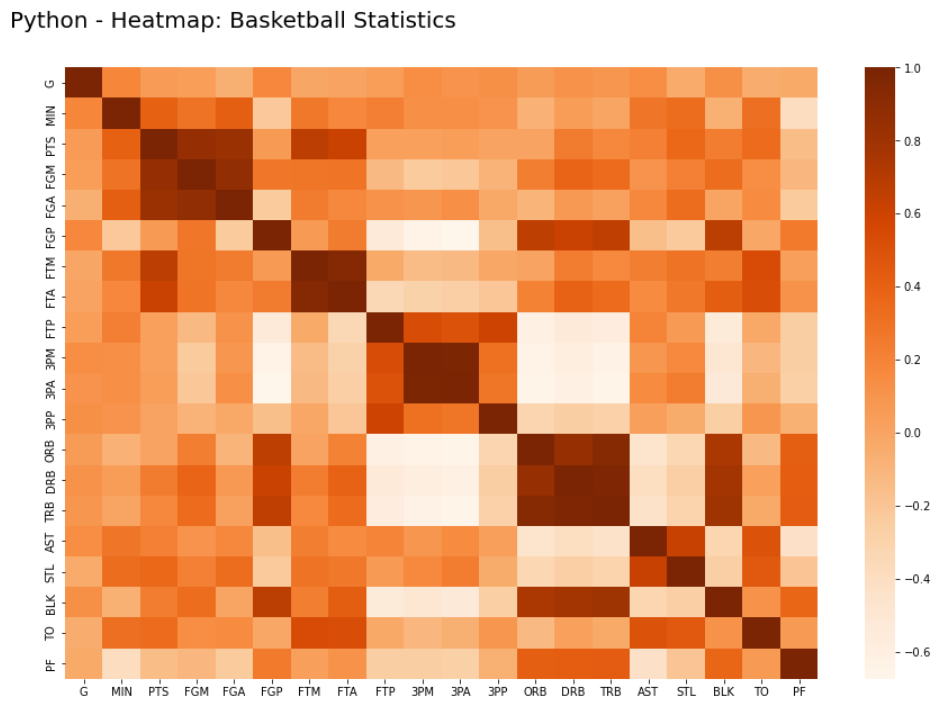 Python - Heatmap: Basketball Statistics
G
MIN
PTS
FGM
FGA
FGP
FTM
FTA
FTP
3PM
3PA
3PP
ORB
DRB
TRB
AST
STL
BLK
TO
PF
G MIN PTS FGM FGA FGP FTM FTA FTP 3PM 3PA 3PP ORB DRB TRB AST STL BLK TO PF
1.0
0.8
0.6
0.4
0.2
0.0
−0.2
−0.4
−0.6